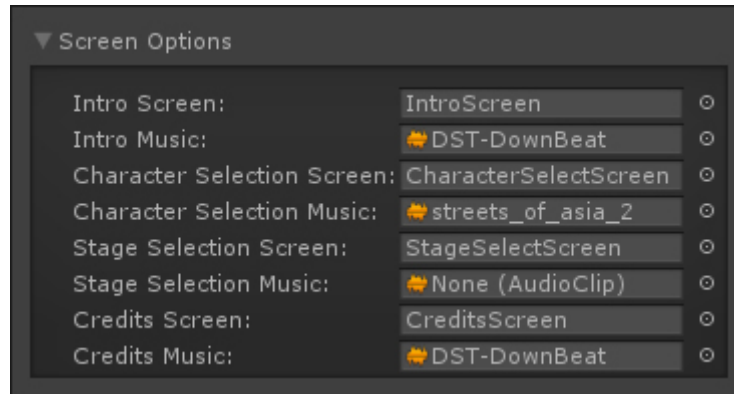 Screen Options
Intro Screen: IntroScreen
Intro Music: DST-DownBeat
Character Selection Screen: CharacterSelectScreen
Character Selection Music: streets_of_asia_2
Stage Selection Screen: StageSelectScreen
Stage Selection Music: None (AudioClip)
Credits Screen: CreditsScreen
Credits Music: DST-DownBeat